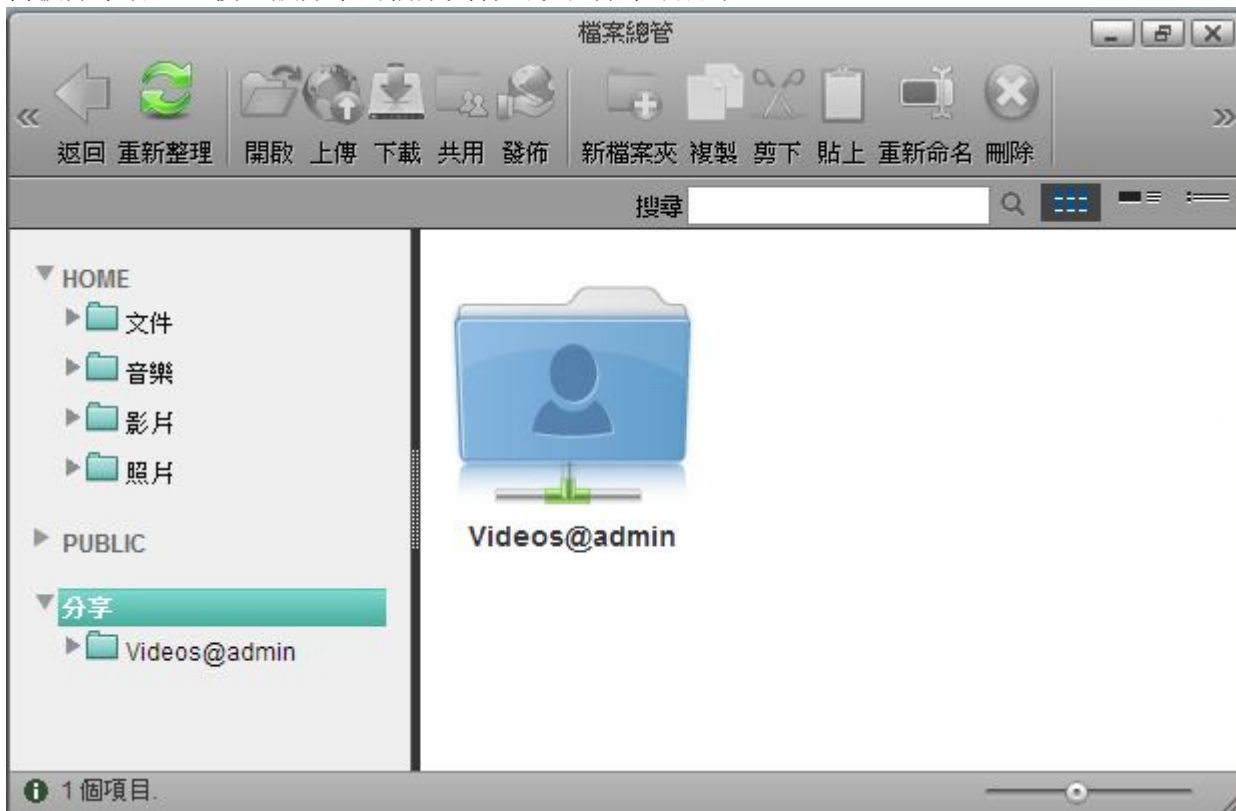 檔案總管
返回 重新整理 開啟 上傳 下載 共用 發佈 新檔案夾 複製 剪下 貼上 重新命名 刪除
搜尋
HOME
文件
音樂
影片
照片
PUBLIC
分享
Videos@admin
Videos@admin
1 個項目.